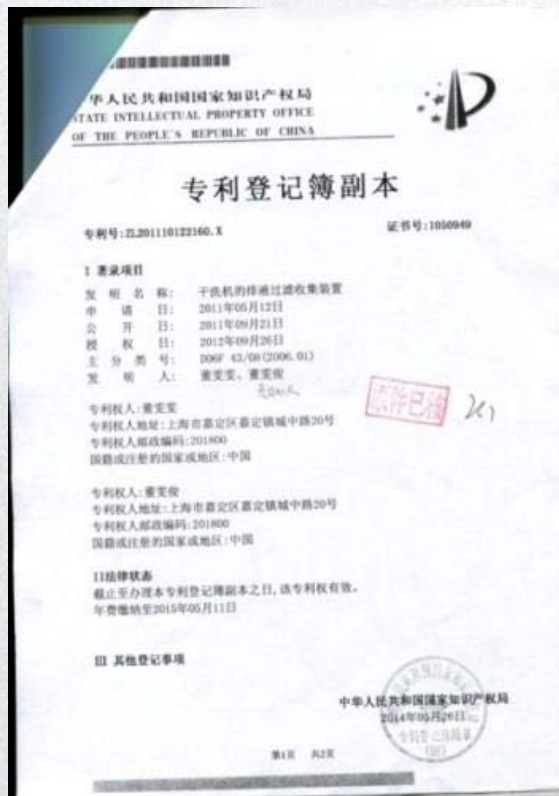 华人民共和国国家知识产权局
STATE INTELLECTUAL PROPERTY OFFICE
OF THE PEOPLE'S REPUBLIC OF CHINA
专利登记簿副本
专利号:ZL201110122160.X 证书号:1050949
I 著录项目
发明名称: 干洗机的排液过滤收集装置
申请日: 2011年05月12日
公开日: 2011年09月21日
授权日: 2012年09月26日
主分类号: D06F 43/08(2006.01)
发明人: 董雯雯、董雯俊
原件已核
专利权人:董雯雯
专利权人地址:上海市嘉定区嘉定镇城中路20号
专利权人邮政编码:201800
国籍或注册的国家或地区:中国
专利权人:董雯俊
专利权人地址:上海市嘉定区嘉定镇城中路20号
专利权人邮政编码:201800
国籍或注册的国家或地区:中国
II法律状态
截止至办理本专利登记簿副本之日,该专利权有效。
年费缴纳至2015年05月11日
III 其他登记事项
中华人民共和国国家知识产权局
2014年09月26日
第1页 共2页